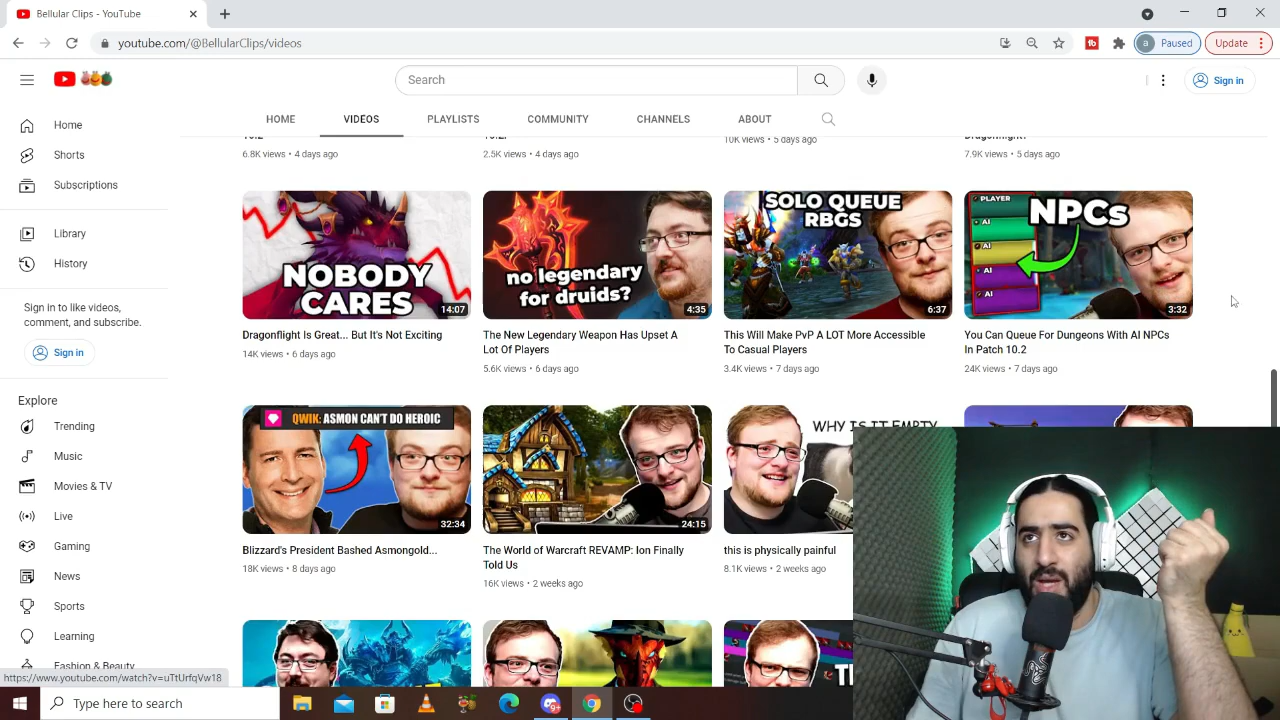 Bellular Clips - YouTube
youtube.com/@BellularClips/videos
Paused
Update
Search
Sign in
HOME
VIDEOS
PLAYLISTS
COMMUNITY
CHANNELS
ABOUT
Home
Shorts
Subscriptions
Library
History
Sign in to like videos,
comment, and subscribe.
Sign in
Explore
Trending
Music
Movies & TV
Live
Gaming
News
Sports
Learning
Fashion & Beauty
6.8K views • 4 days ago
2.5K views • 4 days ago
10K views • 5 days ago
7.9K views • 5 days ago
NOBODY
CARES
14:07
Dragonflight Is Great... But It's Not Exciting
14K views • 6 days ago
no legendary
for druids?
4:35
The New Legendary Weapon Has Upset A
Lot Of Players
5.6K views • 6 days ago
SOLO QUEUE
RBGS
6:37
This Will Make PvP A LOT More Accessible
To Casual Players
3.4K views • 7 days ago
PLAYER
AI
AI
AI
AI
NPCs
3:32
You Can Queue For Dungeons With AI NPCs
In Patch 10.2
24K views • 7 days ago
QWIK: ASMON CAN'T DO HEROIC
32:34
Blizzard's President Bashed Asmongold...
18K views • 8 days ago
24:15
The World of Warcraft REVAMP: Ion Finally
Told Us
16K views • 2 weeks ago
WHY IS IT EMPTY
this is physically painful
8.1K views • 2 weeks ago
https://www.youtube.com/watch?v=uTtUrfqVw18
Type here to search